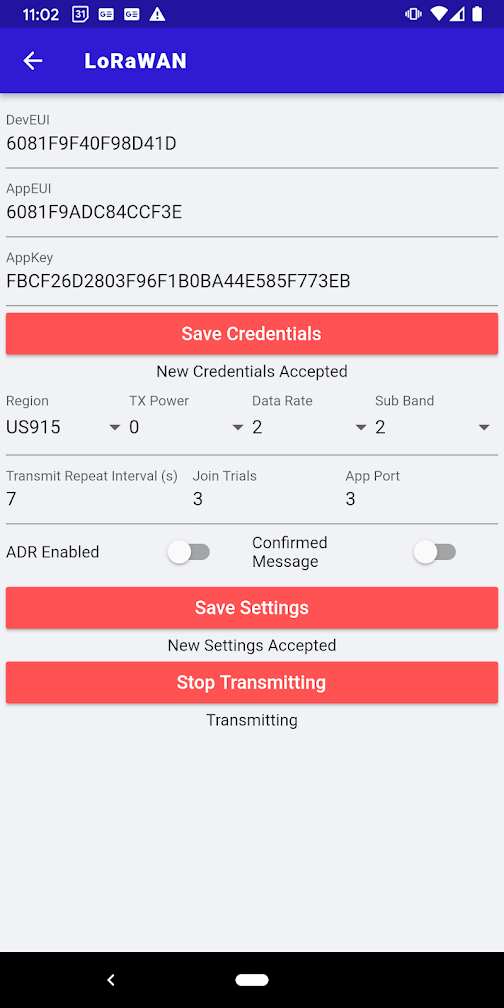 11:02 31 GE GE
LoRaWAN
DevEUI
6081F9F40F98D41D
AppEUI
6081F9ADC84CCF3E
AppKey
FBCF26D2803F96F1B0BA44E585F773EB
Save Credentials
New Credentials Accepted
Region TX Power Data Rate Sub Band
US915 0 2 2
Transmit Repeat Interval (s) Join Trials App Port
7 3 3
ADR Enabled Confirmed
Message
Save Settings
New Settings Accepted
Stop Transmitting
Transmitting